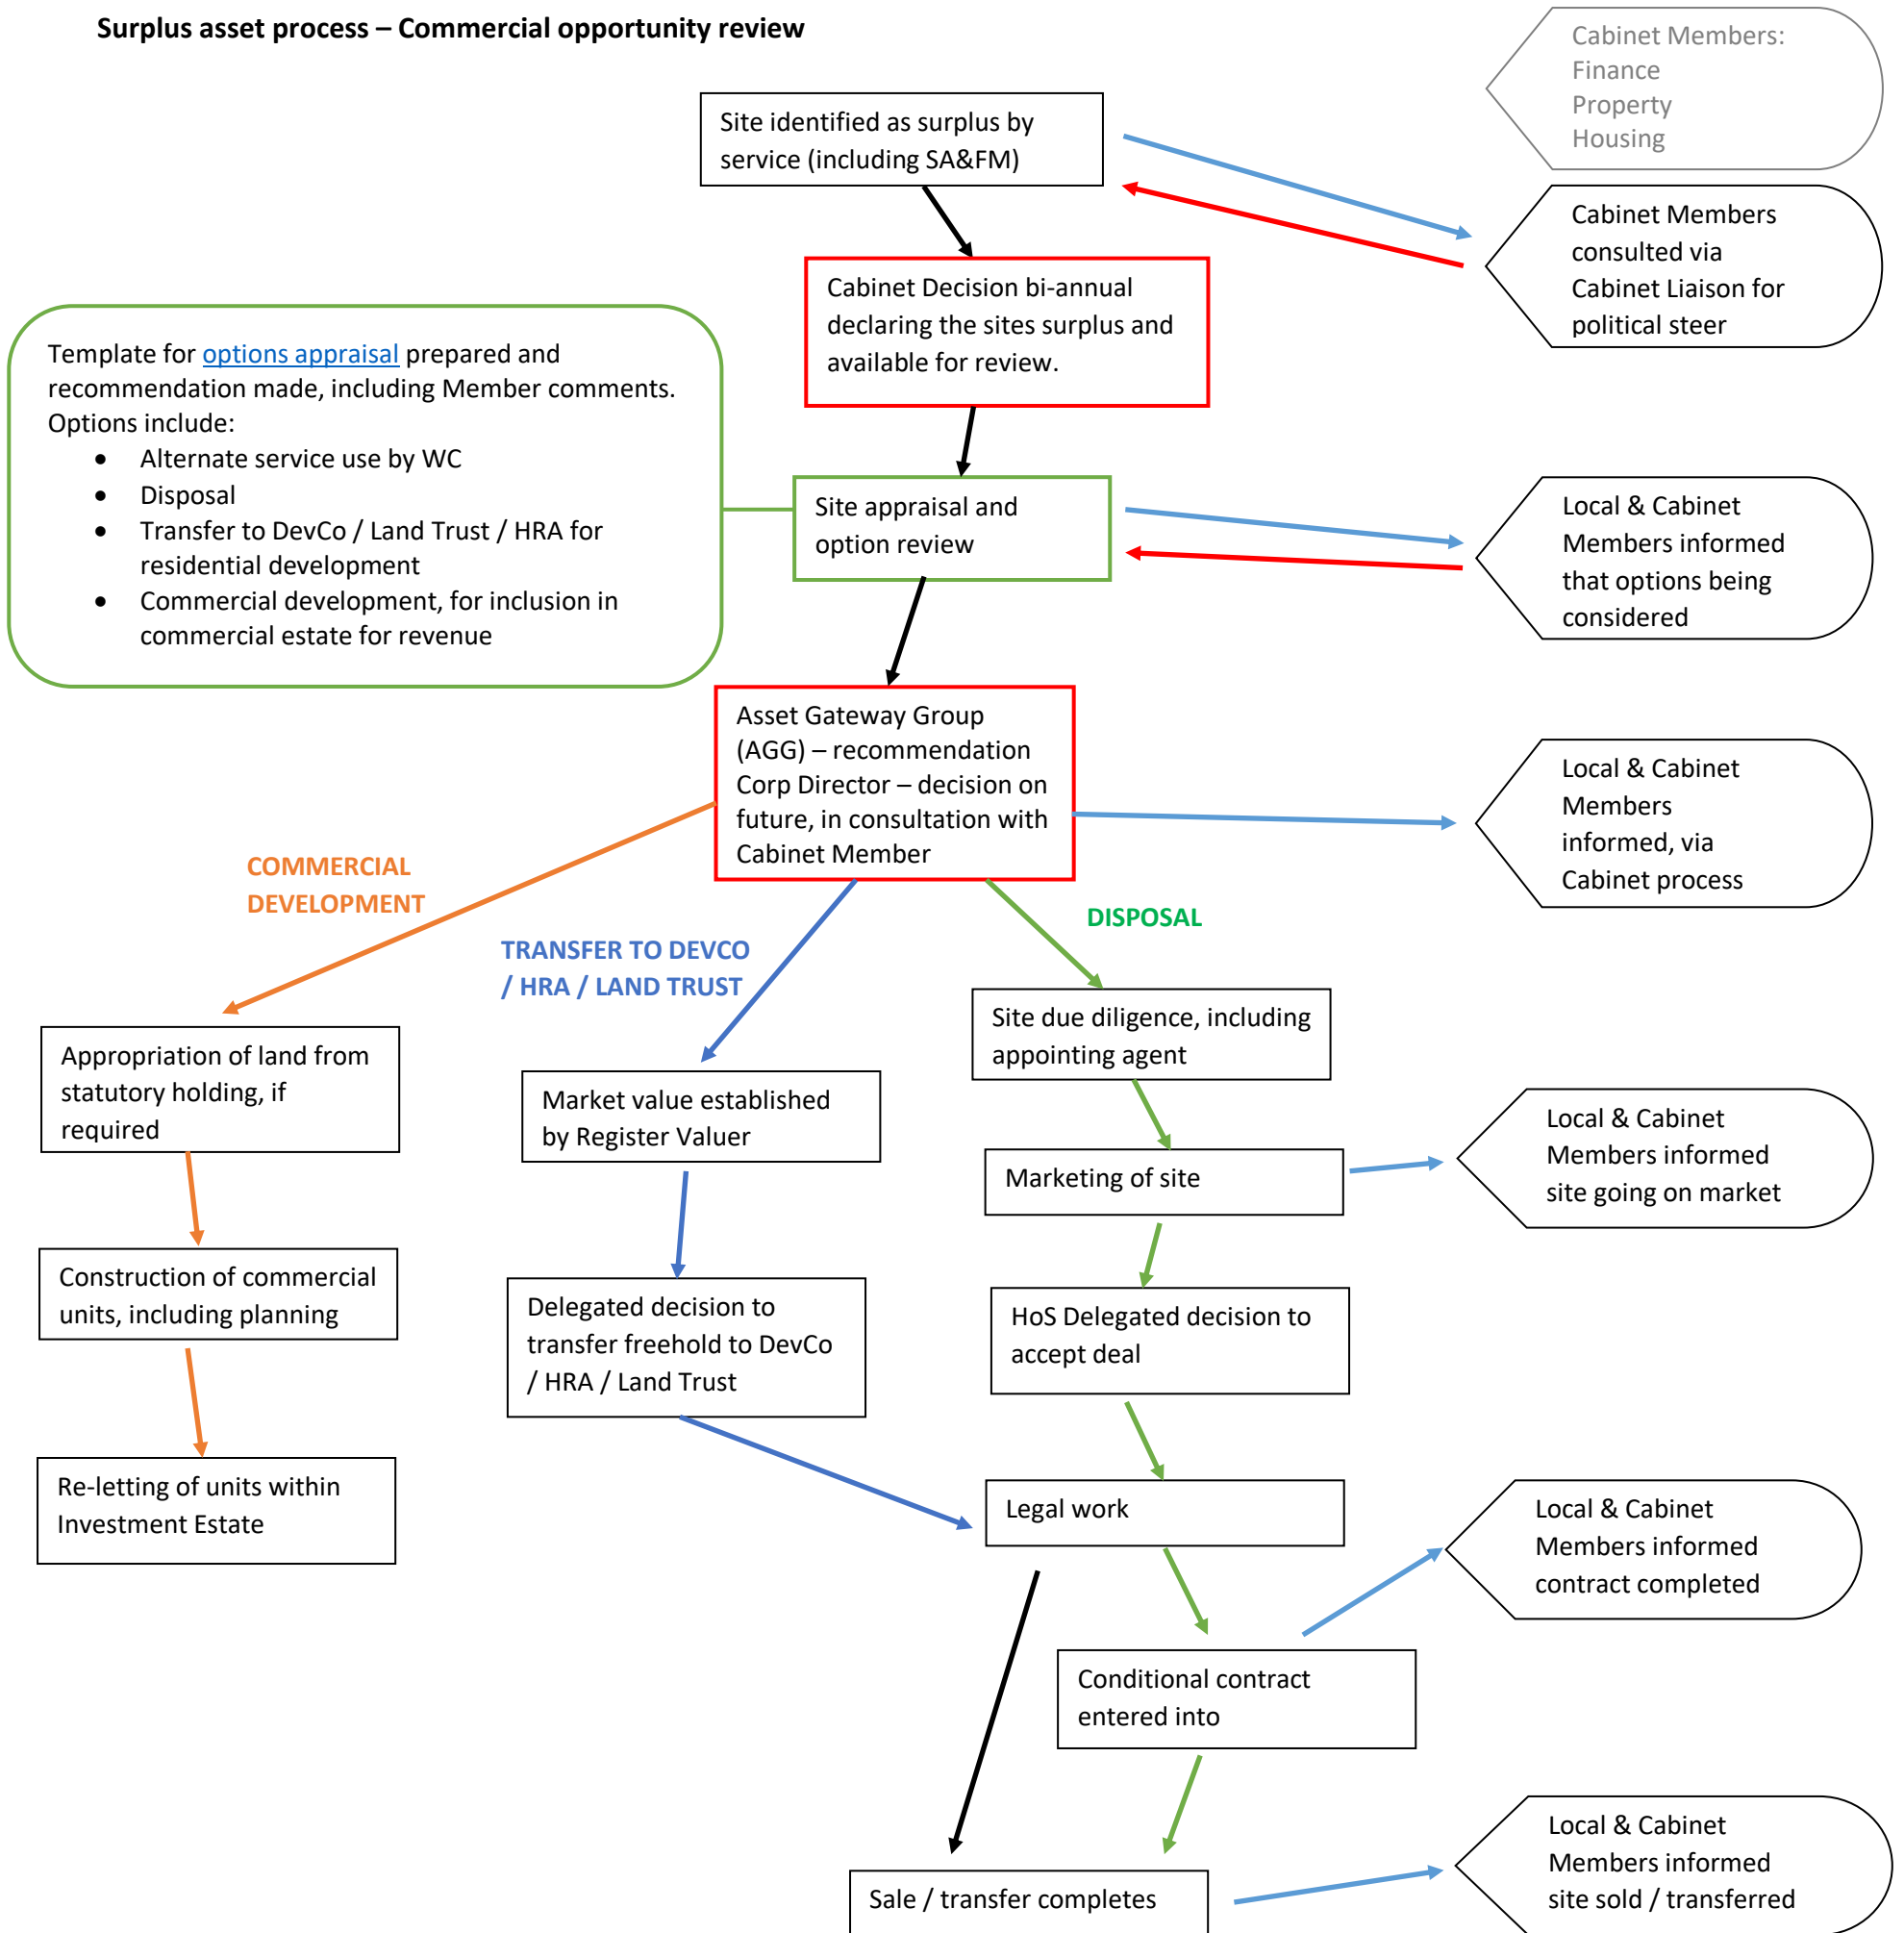 Surplus asset process – Commercial opportunity review
Cabinet Members:
Finance
Property
Housing
Site identified as surplus by
service (including SA&FM)
Cabinet Members
consulted via
Cabinet Liaison for
political steer
Cabinet Decision bi-annual
declaring the sites surplus and
available for review.
Template for options appraisal prepared and
recommendation made, including Member comments.
Options include:
• Alternate service use by WC
• Disposal
• Transfer to DevCo / Land Trust / HRA for
residential development
• Commercial development, for inclusion in
commercial estate for revenue
Site appraisal and
option review
Local & Cabinet
Members informed
that options being
considered
Asset Gateway Group
(AGG) – recommendation
Corp Director – decision on
future, in consultation with
Cabinet Member
Local & Cabinet
Members
informed, via
Cabinet process
COMMERCIAL
DEVELOPMENT
TRANSFER TO DEVCO
/ HRA / LAND TRUST
DISPOSAL
Appropriation of land from
statutory holding, if
required
Market value established
by Register Valuer
Site due diligence, including
appointing agent
Marketing of site
Local & Cabinet
Members informed
site going on market
Construction of commercial
units, including planning
Delegated decision to
transfer freehold to DevCo
/ HRA / Land Trust
HoS Delegated decision to
accept deal
Re-letting of units within
Investment Estate
Legal work
Local & Cabinet
Members informed
contract completed
Conditional contract
entered into
Sale / transfer completes
Local & Cabinet
Members informed
site sold / transferred